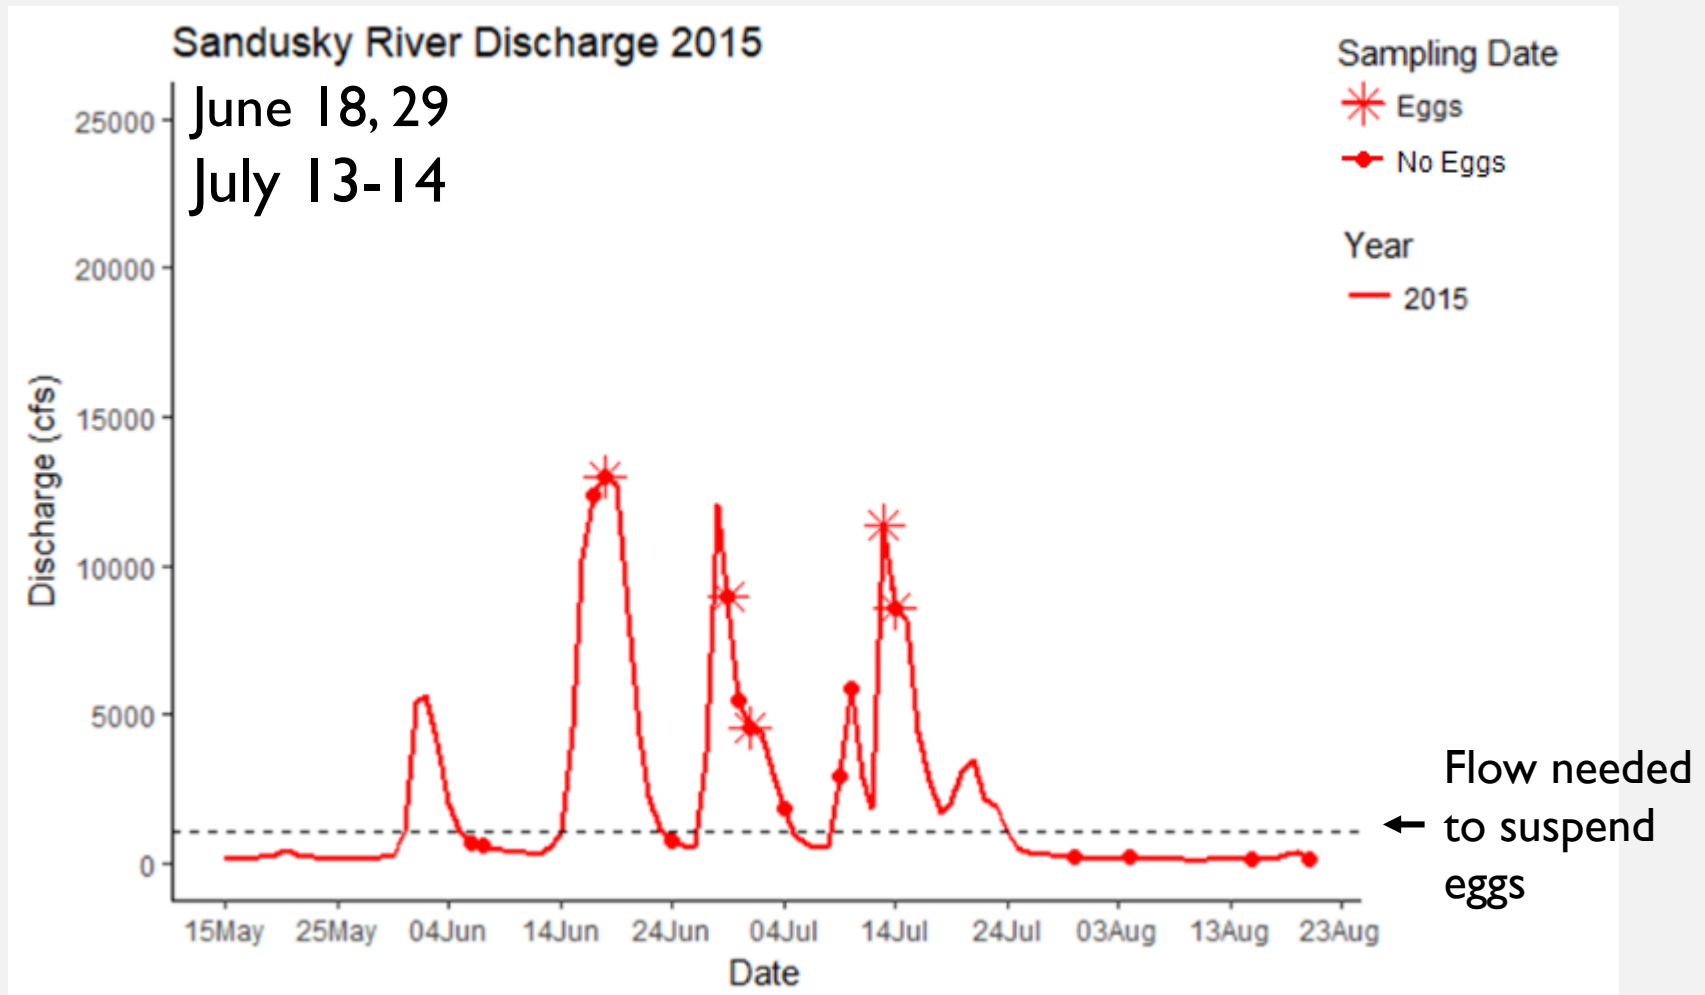 Sandusky River Discharge 2015
June 18, 29
July 13-14
Sampling Date
Eggs
No Eggs
Year
2015
Discharge (cfs)
25000
20000
15000
10000
5000
0
Flow needed
to suspend
eggs
15May 25May 04Jun 14Jun 24Jun 04Jul 14Jul 24Jul 03Aug 13Aug 23Aug
Date